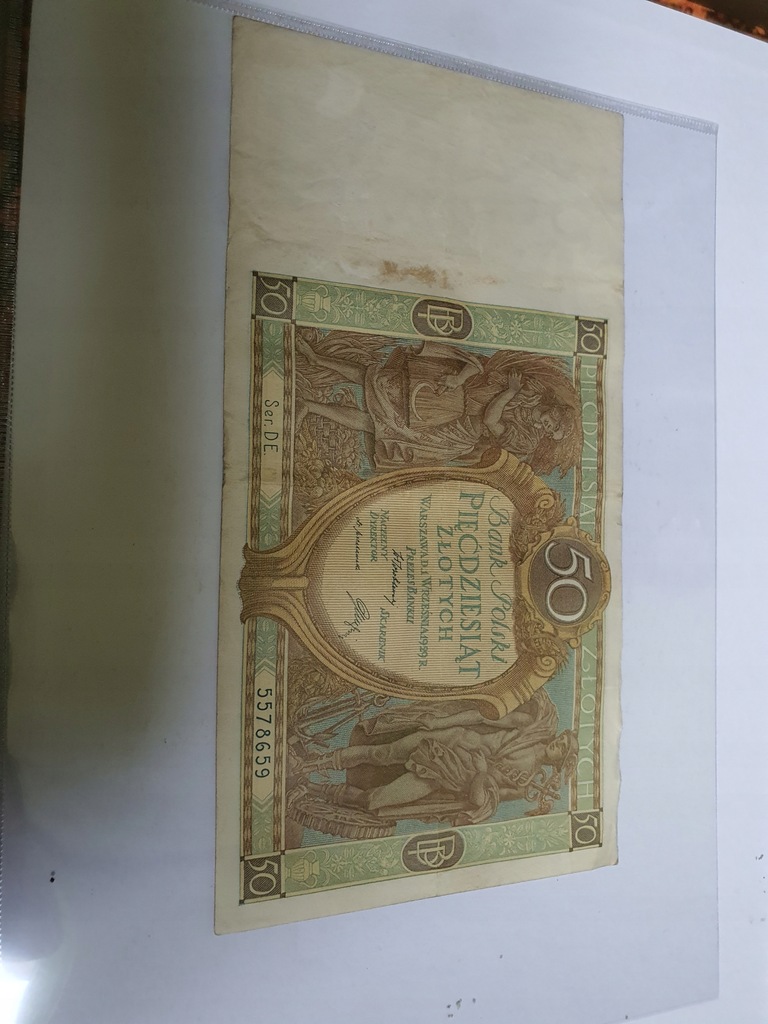 50
50
50
PIĘĆDZIESIĄT ZŁOTYCH
BP
BP
Bank Polski
PIĘĆDZIESIĄT
ZŁOTYCH
WARSZAWA D. 1 WRZEŚNIA 1929 R.
PREZES BANKU
NACZELNY
DYREKTOR
SKARBNIK
Ser. DE.
5578659
50
50